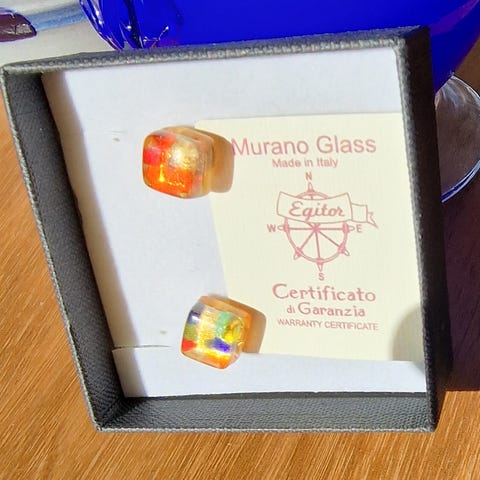 Murano Glass
Made in Italy
N
Egitor
W E
S
Certificato
di Garanzia
WARRANTY CERTIFICATE